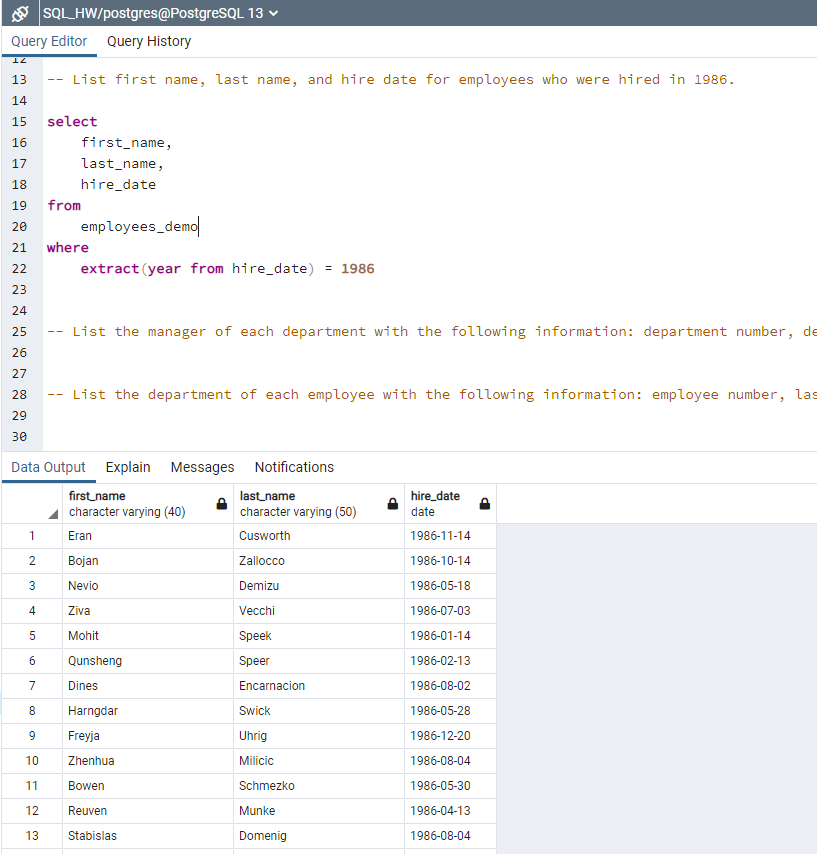 SQL_HW/postgres@PostgreSQL 13
Query Editor Query History
12
13 -- List first name, last name, and hire date for employees who were hired in 1986.
14
15 select
16 first_name,
17 last_name,
18 hire_date
19 from
20 employees_demo
21 where
22 extract(year from hire_date) = 1986
23
24
25 -- List the manager of each department with the following information: department number, de
26
27
28 -- List the department of each employee with the following information: employee number, las
29
30
Data Output Explain Messages Notifications
first_name last_name hire_date
character varying (40) character varying (50) date
1 Eran Cusworth 1986-11-14
2 Bojan Zallocco 1986-10-14
3 Nevio Demizu 1986-05-18
4 Ziva Vecchi 1986-07-03
5 Mohit Speek 1986-01-14
6 Qunsheng Speer 1986-02-13
7 Dines Encarnacion 1986-08-02
8 Harngdar Swick 1986-05-28
9 Freyja Uhrig 1986-12-20
10 Zhenhua Milicic 1986-08-04
11 Bowen Schmezko 1986-05-30
12 Reuven Munke 1986-04-13
13 Stabislas Domenig 1986-08-04